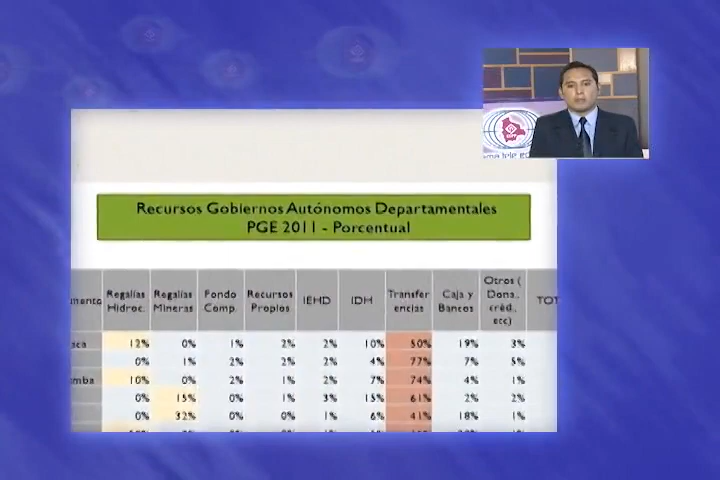 Recursos Gobiernos Autónomos Departamentales
PGE 2011 - Porcentual
mento Regalías Hidroc. Regalías Mineras Fondo Comp. Recursos Propios IEHD IDH Transfer encias Caja y Bancos Otros ( Dona., créd., ecc) TOT
aca 12% 0% 1% 2% 2% 10% 50% 19% 3%
0% 1% 2% 2% 2% 4% 77% 7% 5%
mba 10% 0% 2% 1% 2% 7% 74% 4% 1%
0% 15% 0% 1% 3% 15% 61% 2% 2%
0% 32% 0% 0% 1% 6% 41% 18% 1%